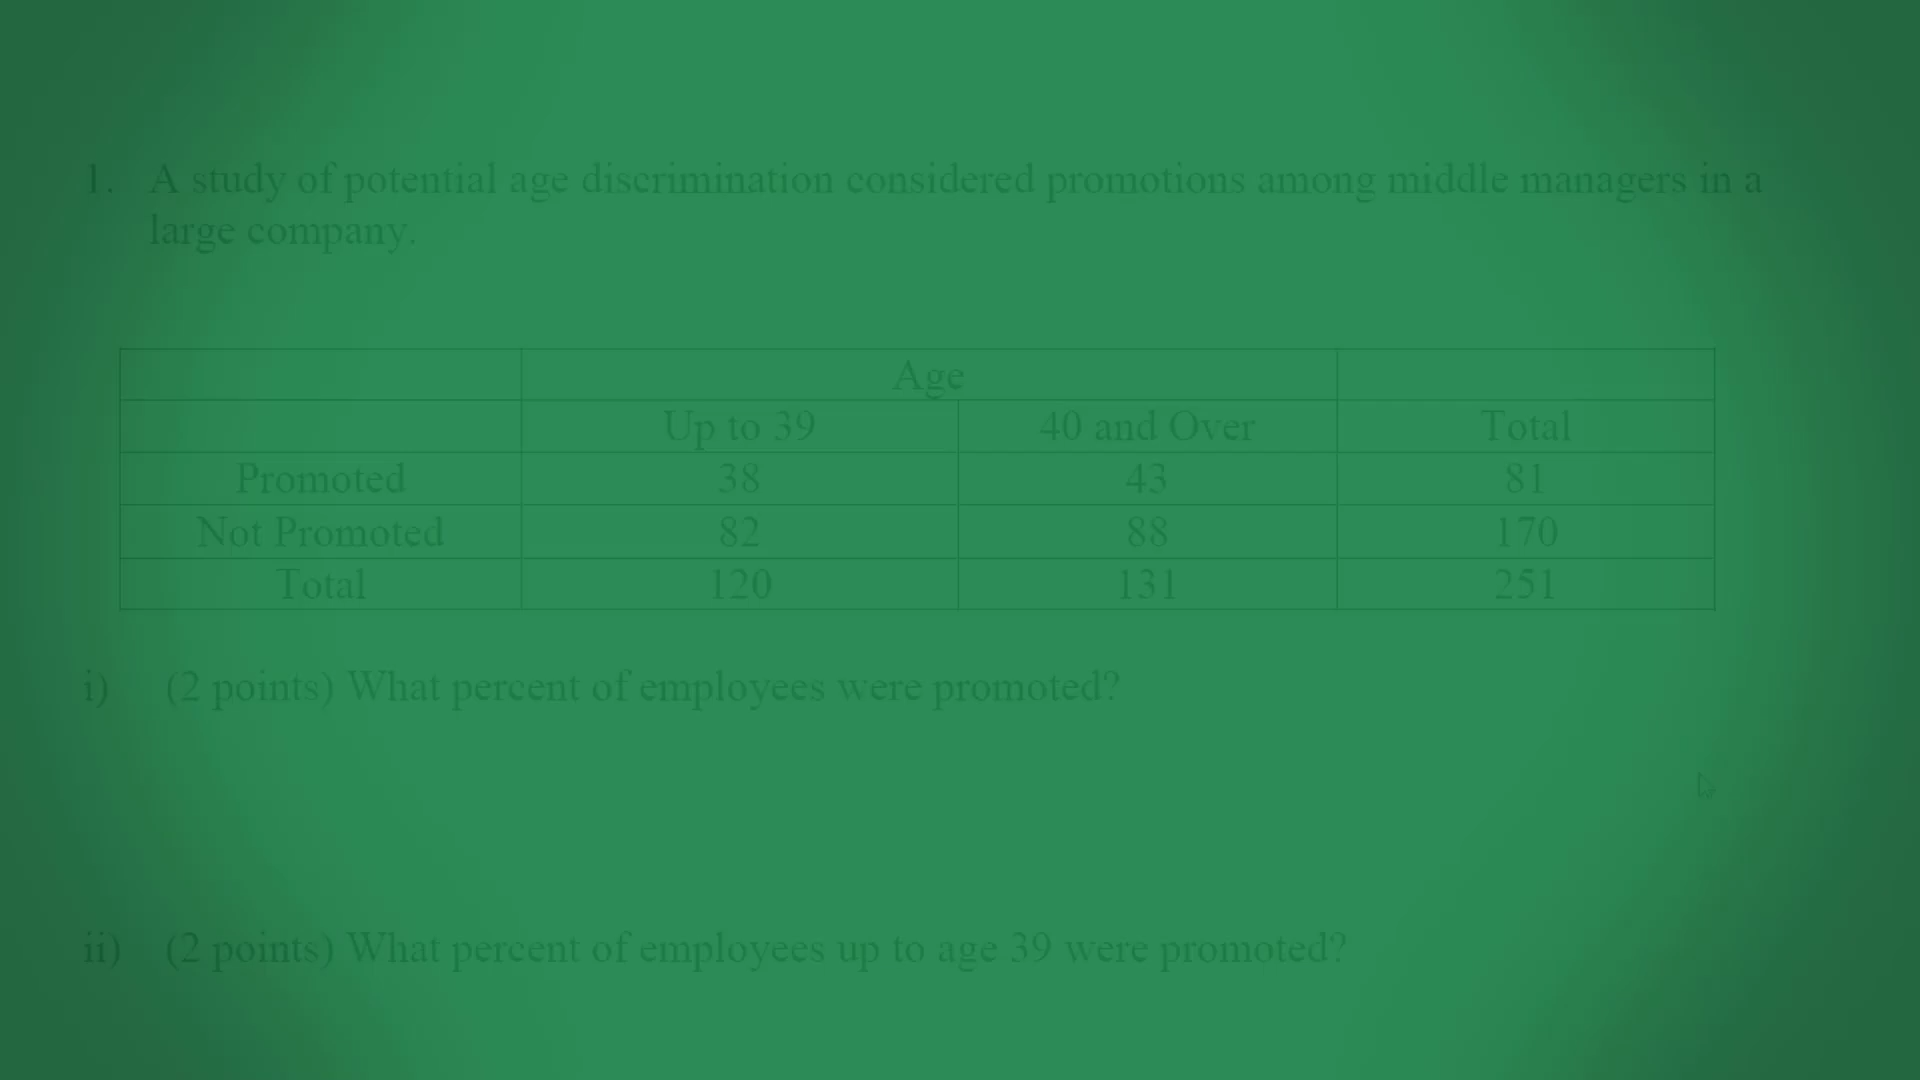 1. A study of potential age discrimination considered promotions among middle managers in a
large company.
Age
Up to 39 40 and Over Total
Promoted 38 43 81
Not Promoted 82 88 170
Total 120 131 251
i) (2 points) What percent of employees were promoted?
ii) (2 points) What percent of employees up to age 39 were promoted?